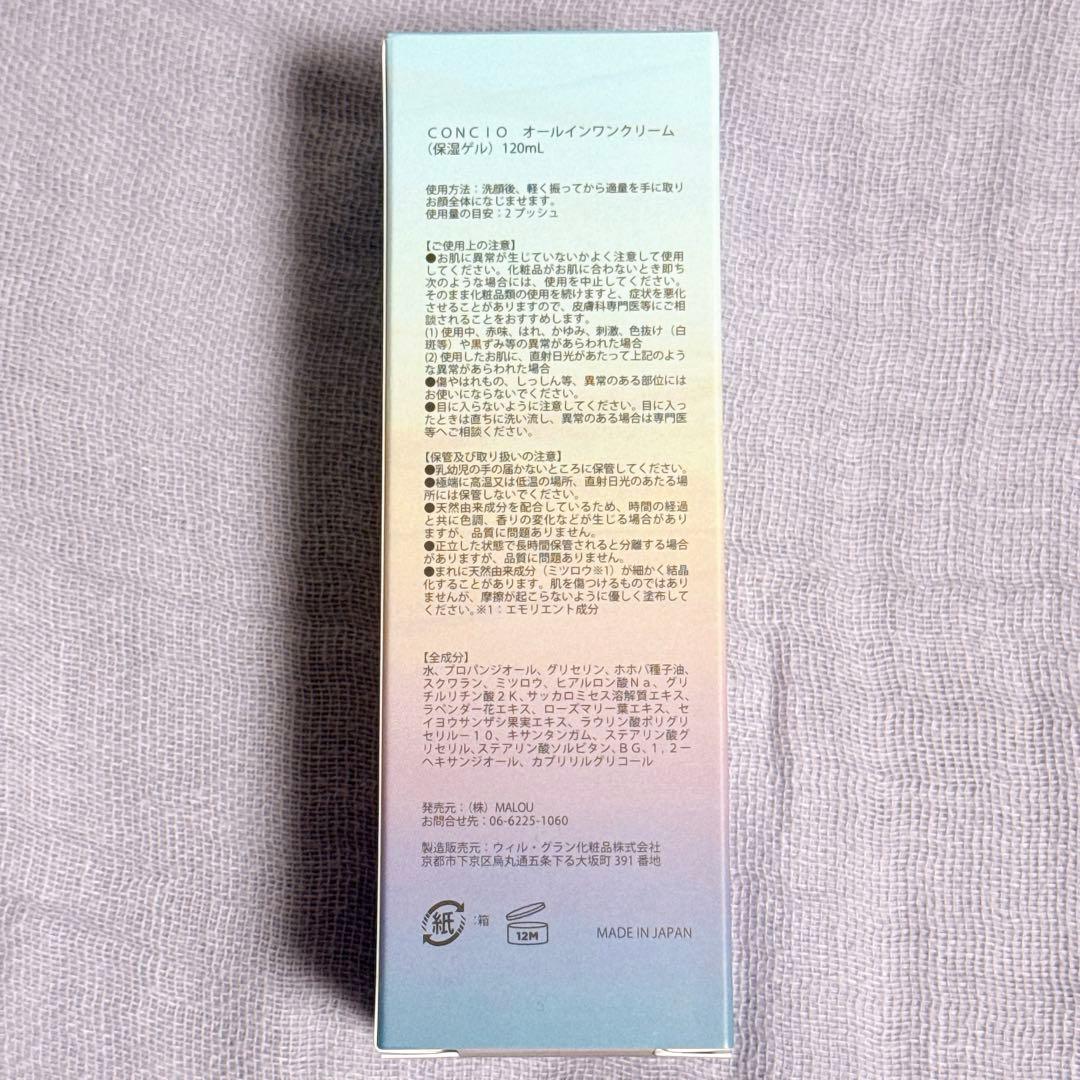 CONCIO オールインワンクリーム
(保湿ゲル) 120mL
使用方法：洗顔後、軽く振ってから適量を手に取り
お顔全体になじませます。
使用量の目安：2 プッシュ
【ご使用上の注意】
●お肌に異常が生じていないかよく注意して使用
してください。化粧品がお肌に合わないとき即ち
次のような場合には、使用を中止してください。
そのまま化粧品類の使用を続けますと、症状を悪化
させることがありますので、皮膚科専門医等にご相
談されることをおすすめします。
(1) 使用中、赤味、はれ、かゆみ、刺激、色抜け（白
斑等）や黒ずみ等の異常があらわれた場合
(2) 使用したお肌に、直射日光があたって上記のよう
な異常があらわれた場合
●傷やはれもの、しっしん等、異常のある部位には
お使いにならないでください。
●目に入らないように注意してください。目に入っ
たときは直ちに洗い流し、異常のある場合は専門医
等へご相談ください。
【保管及び取り扱いの注意】
●乳幼児の手の届かないところに保管してください。
●極端に高温又は低温の場所、直射日光のあたる場
所には保管しないでください。
●天然由来成分を配合しているため、時間の経過
と共に色調、香りの変化などが生じる場合があり
ますが、品質に問題ありません。
●正立した状態で長時間保管されると分離する場合
がありますが、品質に問題ありません。
●まれに天然由来成分（ミツロウ※1）が細かく結晶
化することがあります。肌を傷つけるものではあり
ませんが、摩擦が起こらないように優しく塗布して
ください。※1：エモリエント成分
【全成分】
水、プロパンジオール、グリセリン、ホホバ種子油、
スクワラン、ミツロウ、ヒアルロン酸Ｎａ、グリ
チルリチン酸２Ｋ、サッカロミセス溶解質エキス、
ラベンダー花エキス、ローズマリー葉エキス、セ
イヨウサンザシ果実エキス、ラウリン酸ポリグリ
セリル－１０、キサンタンガム、ステアリン酸グ
リセリル、ステアリン酸ソルビタン、ＢＧ、１，２－
ヘキサンジオール、カプリリルグリコール
発売元：（株）MALOU
お問合せ先：06-6225-1060
製造販売元：ウィル・グラン化粧品株式会社
京都市下京区烏丸通五条下る大坂町 391 番地
紙 :箱 12M MADE IN JAPAN